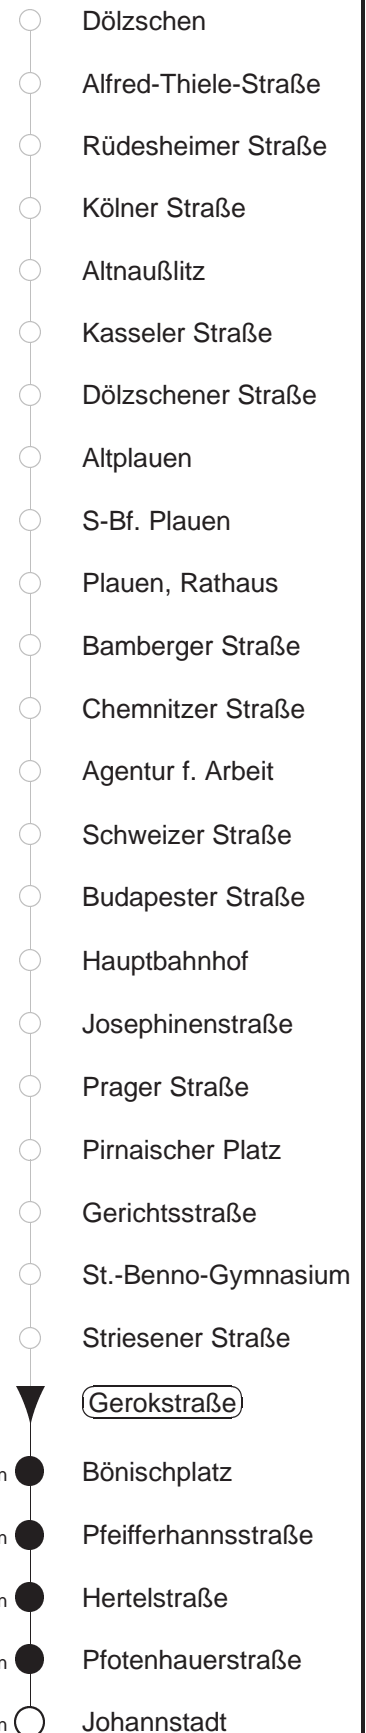 Dölzschen
Alfred-Thiele-Straße
Rüdesheimer Straße
Kölner Straße
Altnaußlitz
Kasseler Straße
Dölzschener Straße
Altplauen
S-Bf. Plauen
Plauen, Rathaus
Bamberger Straße
Chemnitzer Straße
Agentur f. Arbeit
Schweizer Straße
Budapester Straße
Hauptbahnhof
Josephinenstraße
Prager Straße
Pirnaischer Platz
Gerichtsstraße
St.-Benno-Gymnasium
Striesener Straße
Gerokstraße
Bönischplatz
Pfeifferhannsstraße
Hertelstraße
Pfotenhauerstraße
Johannstadt